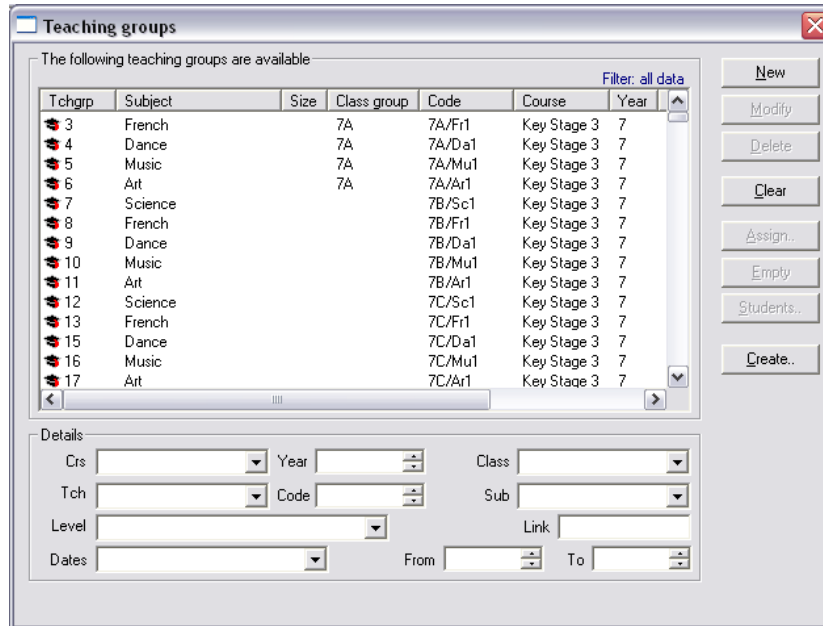 Teaching groups
The following teaching groups are available
Filter: all data
Tchgrp Subject Size Class group Code Course Year
3 French 7A 7A/Fr1 Key Stage 3 7
4 Dance 7A 7A/Da1 Key Stage 3 7
5 Music 7A 7A/Mu1 Key Stage 3 7
6 Art 7A 7A/Ar1 Key Stage 3 7
7 Science 7B/Sc1 Key Stage 3 7
8 French 7B/Fr1 Key Stage 3 7
9 Dance 7B/Da1 Key Stage 3 7
10 Music 7B/Mu1 Key Stage 3 7
11 Art 7B/Ar1 Key Stage 3 7
12 Science 7C/Sc1 Key Stage 3 7
13 French 7C/Fr1 Key Stage 3 7
15 Dance 7C/Da1 Key Stage 3 7
16 Music 7C/Mu1 Key Stage 3 7
17 Art 7C/Ar1 Key Stage 3 7
New
Modify
Delete
Clear
Assign..
Empty
Students..
Create..
Details
Crs Year Class
Tch Code Sub
Level Link
Dates From To